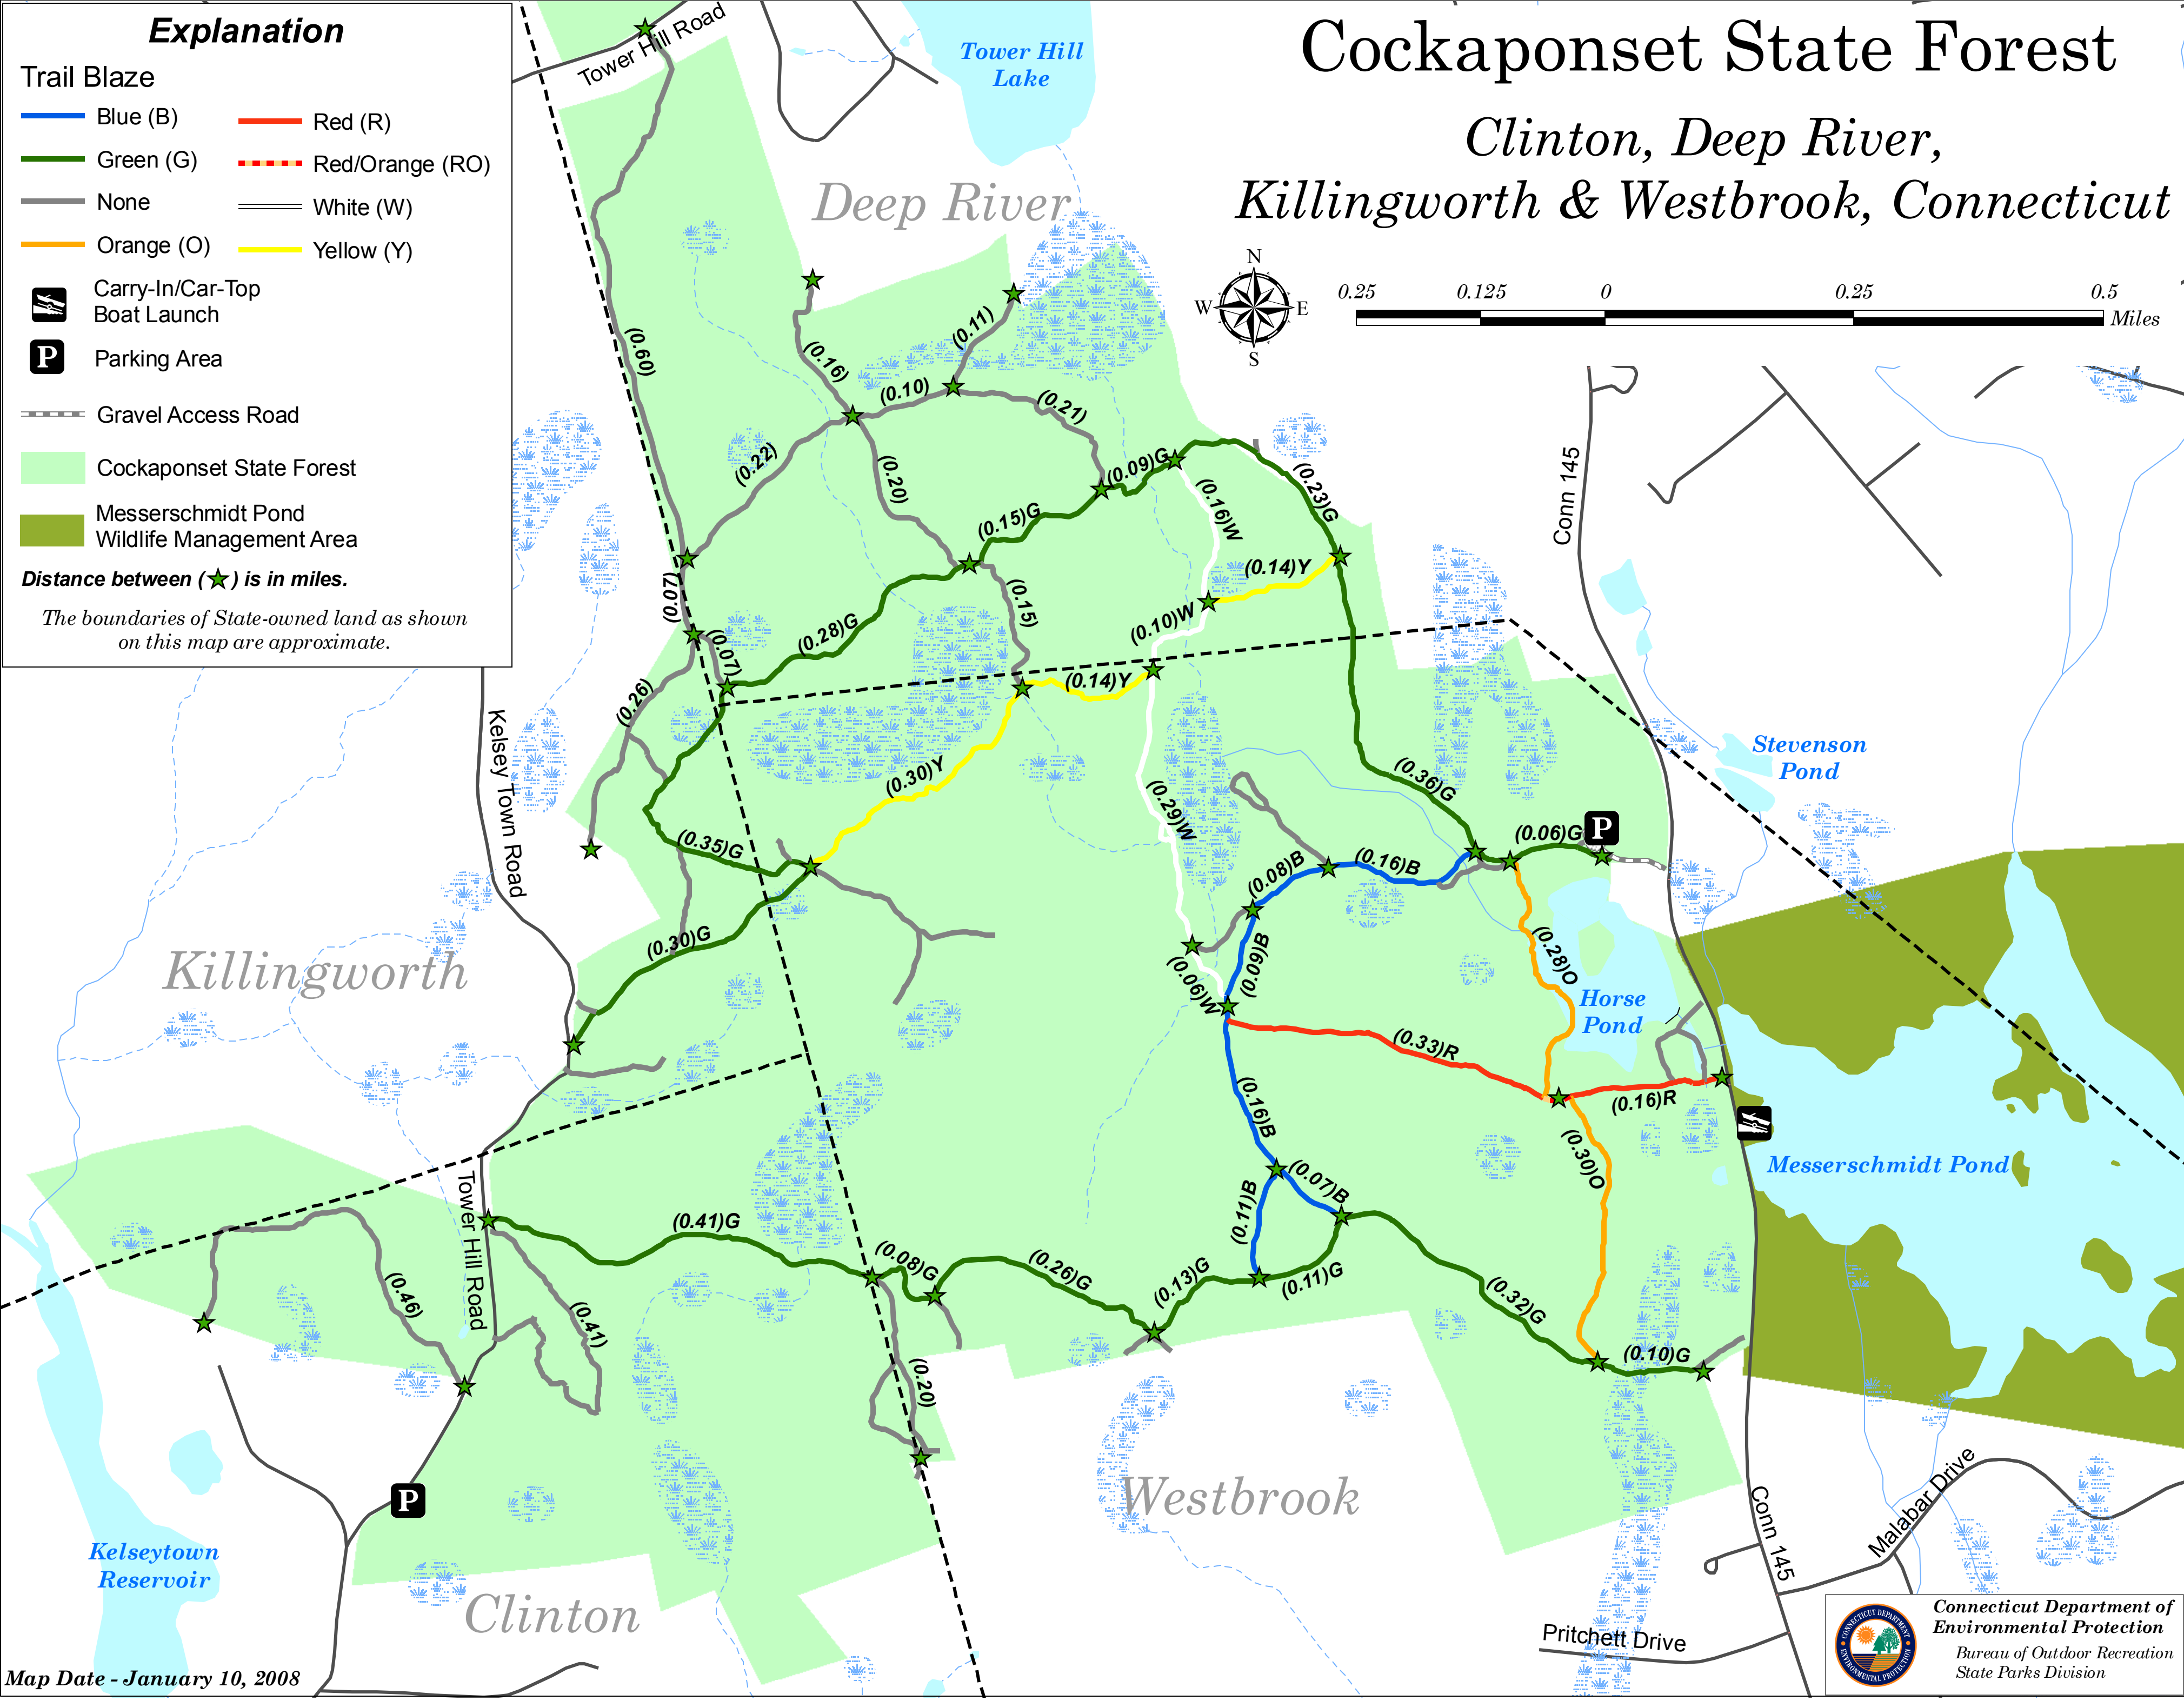 Explanation
Trail Blaze
Blue (B)
Red (R)
Green (G)
Red/Orange (RO)
None
White (W)
Orange (O)
Yellow (Y)
Carry-In/Car-Top
Boat Launch
P
Parking Area
Gravel Access Road
Cockaponset State Forest
Messerschmidt Pond
Wildlife Management Area
Distance between (★) is in miles.
The boundaries of State-owned land as shown
on this map are approximate.
Cockaponset State Forest
Clinton, Deep River,
Killingworth & Westbrook, Connecticut
N
W
E
S
0.25
0.125
0
0.25
0.5
Miles
Tower Hill Road
Tower Hill
Lake
Deep River
(0.60)
(0.16)
(0.11)
(0.10)
(0.21)
(0.22)
(0.20)
(0.09)G
(0.23)G
(0.16)W
(0.15)G
(0.14)Y
(0.07)
(0.15)
(0.10)W
(0.28)G
(0.07)
(0.14)Y
(0.26)
Conn 145
Kelsey Town Road
Stevenson
Pond
(0.30)Y
(0.36)G
(0.29)W
(0.35)G
(0.06)G
P
(0.16)B
(0.08)B
(0.30)G
(0.28)O
(0.09)B
(0.06)W
Killingworth
Horse
Pond
(0.33)R
(0.16)R
(0.16)B
(0.30)O
Messerschmidt Pond
(0.07)B
(0.11)B
Tower Hill Road
(0.41)G
(0.08)G
(0.26)G
(0.13)G
(0.11)G
(0.32)G
(0.46)
(0.41)
(0.10)G
(0.20)
P
Westbrook
Conn 145
Malabar Drive
Kelseytown
Reservoir
Clinton
Pritchett Drive
Map Date - January 10, 2008
CONNECTICUT DEPARTMENT
ENVIRONMENTAL PROTECTION
Connecticut Department of
Environmental Protection
Bureau of Outdoor Recreation
State Parks Division